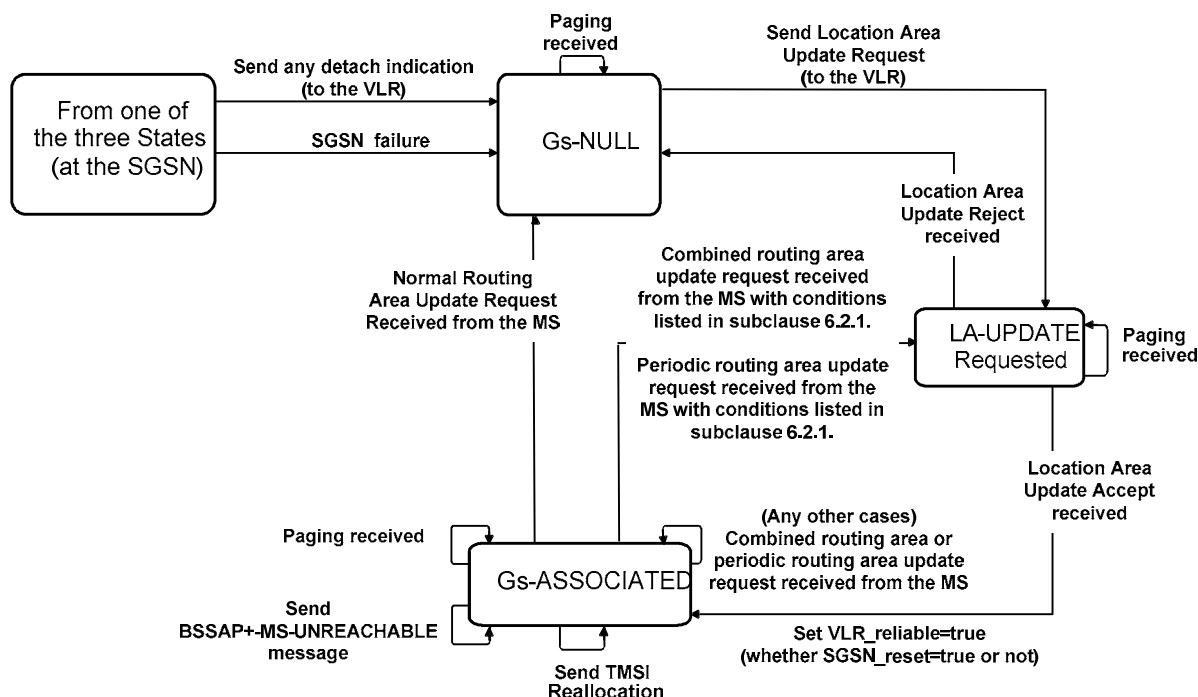 Paging
received
Send Location Area
Update Request
(to the VLR)
Send any detach indication
(to the VLR)
From one of
the three States
(at the SGSN)
SGSN failure
Gs-NULL
Location Area
Update Reject
received
Normal Routing
Area Update Request
Received from the MS
Combined routing area
update request received
from the MS with conditions
listed in subclause 6.2.1.
LA-UPDATE
Requested
Paging
received
Periodic routing area update
request received from the
MS with conditions listed in
subclause 6.2.1.
Location Area
Update Accept
received
Paging received
(Any other cases)
Combined routing area or
periodic routing area update
request received from the MS
Gs-ASSOCIATED
Send
BSSAP+-MS-UNREACHABLE
message
Set VLR_reliable=true
(whether SGSN_reset=true or not)
Send TMSI
Reallocation